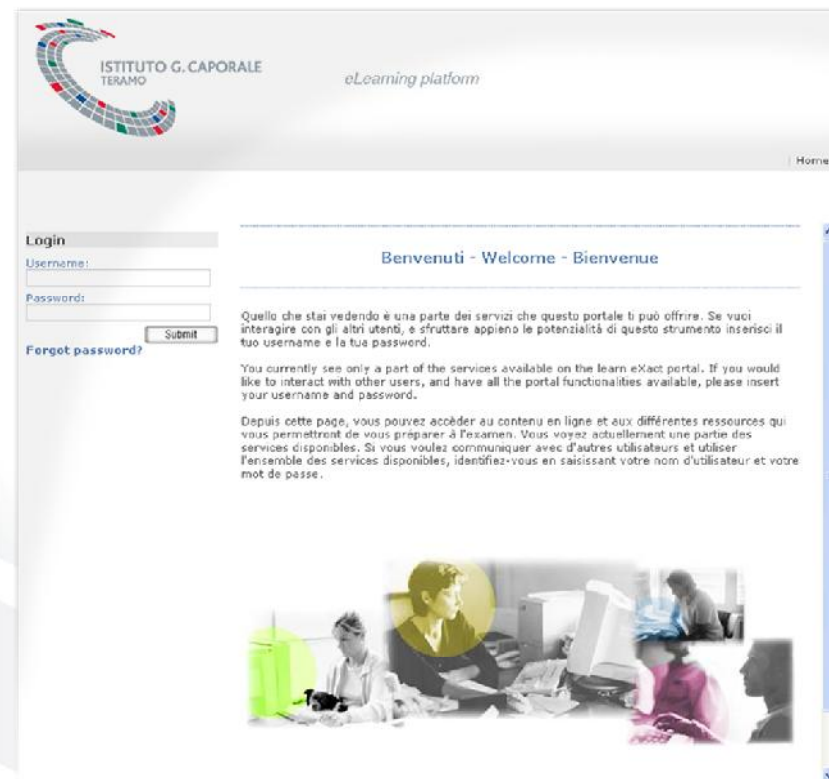 ISTITUTO G. CAPORALE
TERAMO
eLearning platform
Home
Login
Username:
Password:
Submit
Forgot password?
Benvenuti - Welcome - Bienvenue
Quello che stai vedendo è una parte dei servizi che questo portale ti può offrire. Se vuoi
interagire con gli altri utenti, e sfruttare appieno le potenzialità di questo strumento inserisci il
tuo username e la tua password.
You currently see only a part of the services available on the learn eXact portal. If you would
like to interact with other users, and have all the portal functionalities available, please insert
your username and password.
Depuis cette page, vous pouvez accèder au contenu en ligne et aux différentes ressources qui
vous permettront de vous préparer à l'examen. Vous voyez actuellement une partie des
services disponibles. Si vous voulez communiquer avec d'autres utilisateurs et utiliser
l'ensemble des services disponibles, identifiez-vous en saisissant votre nom d'utilisateur et votre
mot de passe.